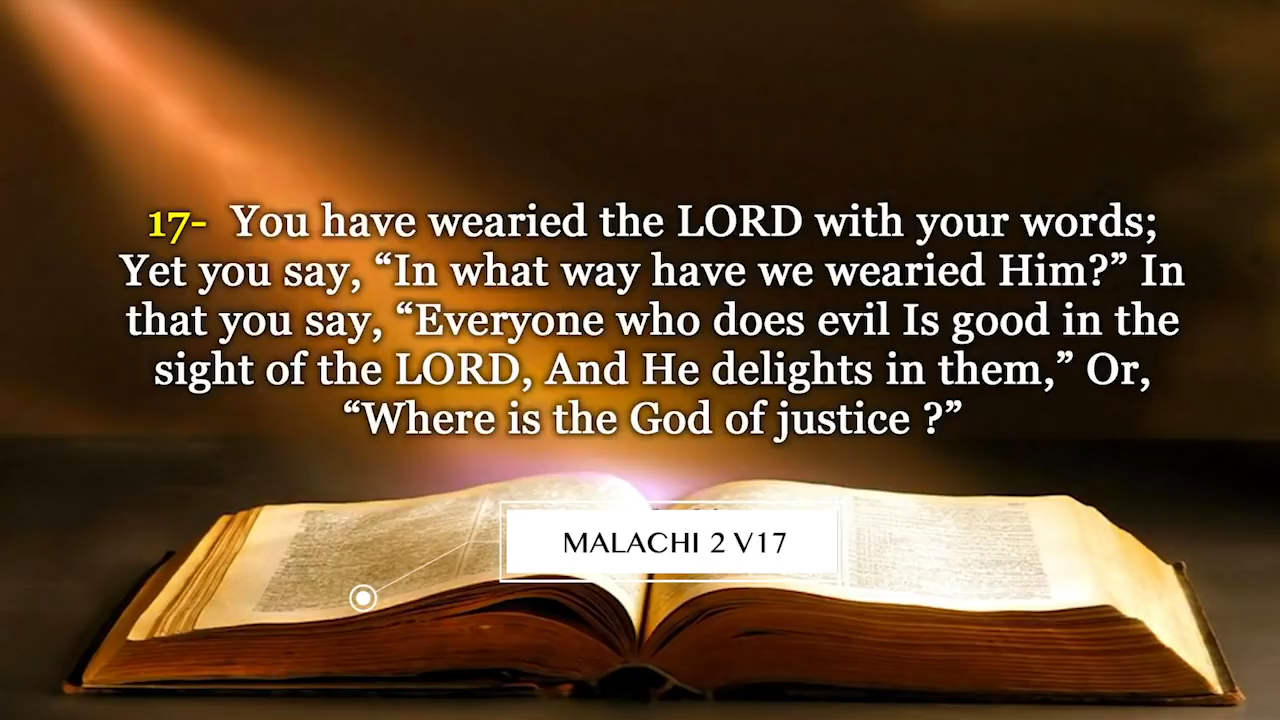 17- You have wearied the LORD with your words;
Yet you say, “In what way have we wearied Him?” In
that you say, “Everyone who does evil Is good in the
sight of the LORD, And He delights in them,” Or,
“Where is the God of justice ?”
MALACHI 2 V17